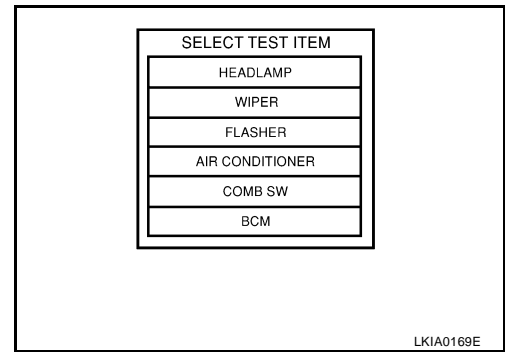 SELECT TEST ITEM
HEADLAMP
WIPER
FLASHER
AIR CONDITIONER
COMB SW
BCM
LKIA0169E